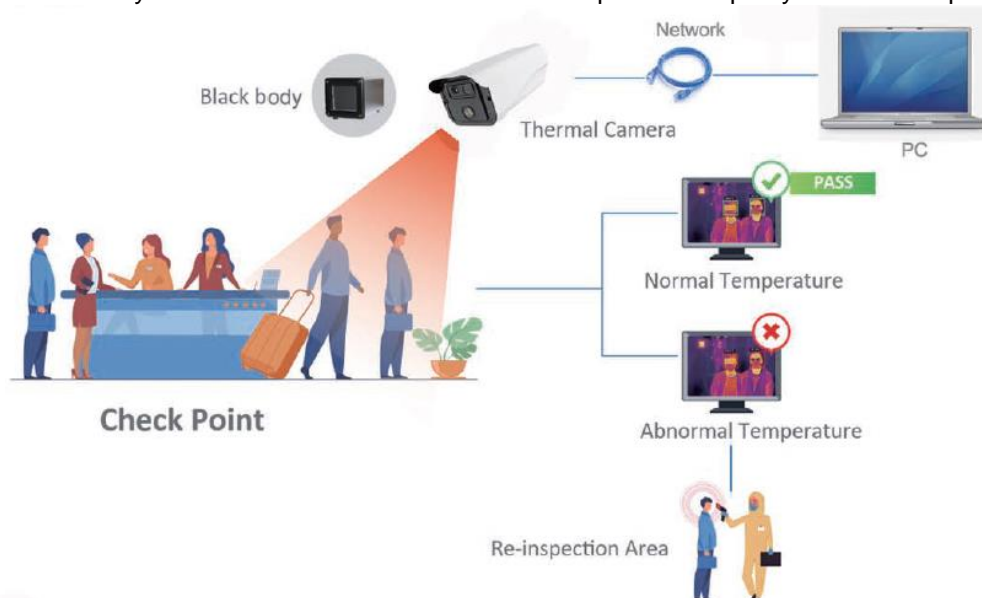 Network
Black body
Thermal Camera
PC
PASS
Normal Temperature
Check Point
Abnormal Temperature
Re-inspection Area